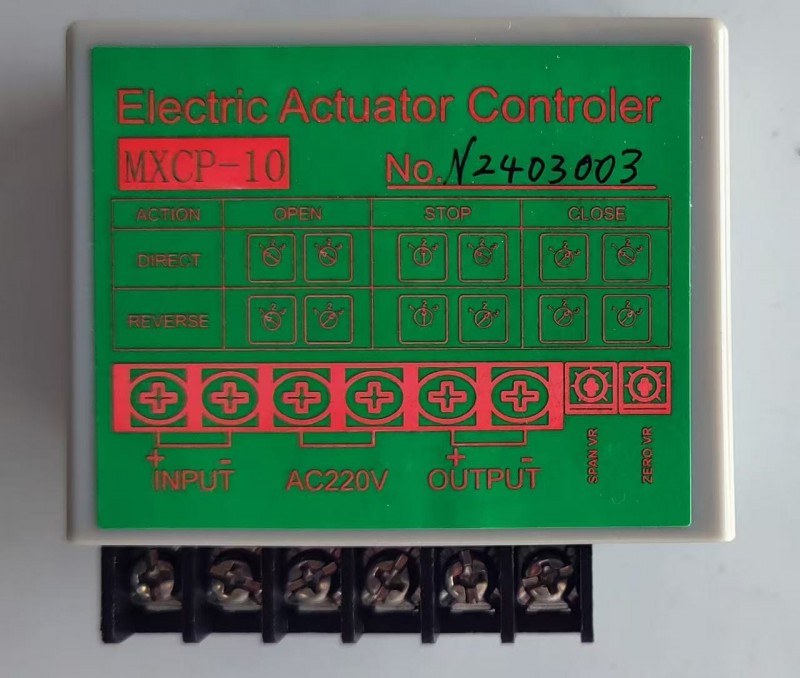 Electric Actuator Controler
MXCP-10 No. N2403003
ACTION OPEN STOP CLOSE
DIRECT
REVERSE
+ - + -
INPUT AC220V OUTPUT
SPAN VR
ZERO VR